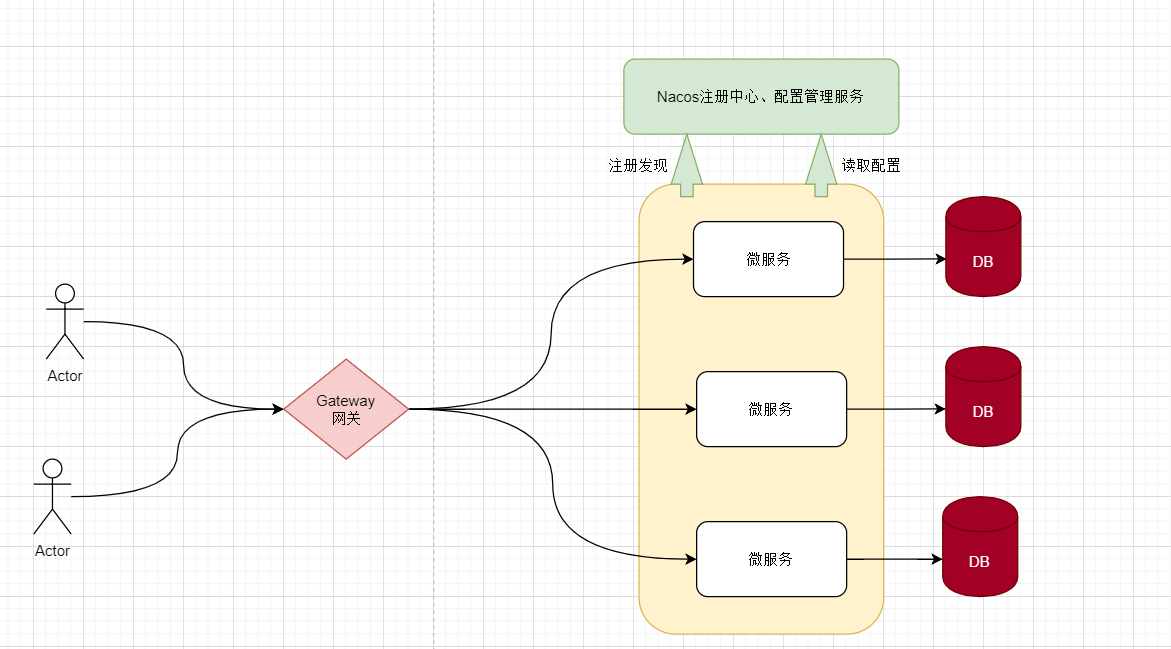 Nacos注册中心、配置管理服务
注册发现
读取配置
微服务
DB
Actor
Gateway
网关
微服务
DB
Actor
微服务
DB